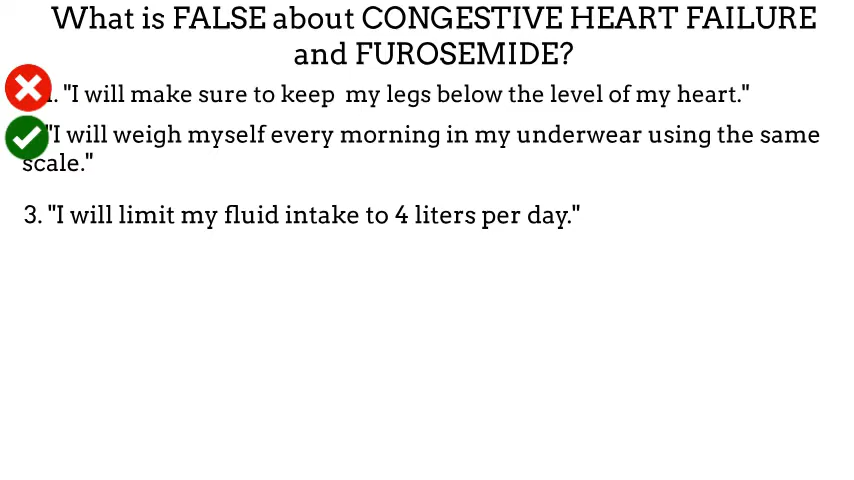 What is FALSE about CONGESTIVE HEART FAILURE
and FUROSEMIDE?
. "I will make sure to keep  my legs below the level of my heart."
"I will weigh myself every morning in my underwear using the same
scale."
3. "I will limit my fluid intake to 4 liters per day."